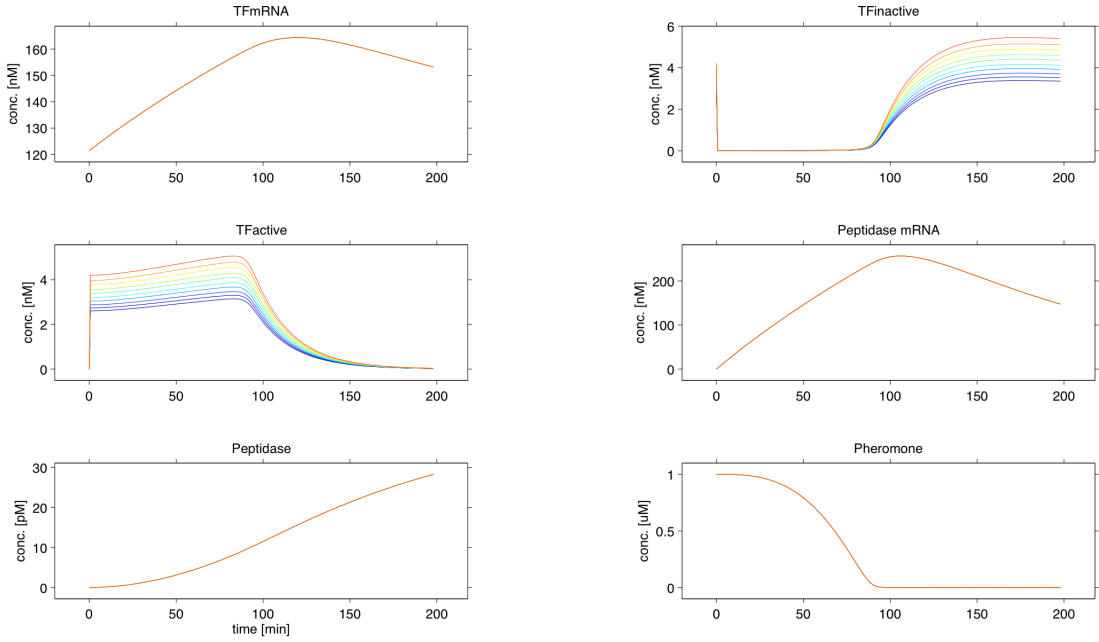 TFmRNA
conc. [nM]
160
150
140
130
120
0 50 100 150 200
TFinactive
conc. [nM]
6
4
2
0
0 50 100 150 200
TFactive
conc. [nM]
4
2
0
0 50 100 150 200
Peptidase mRNA
conc. [nM]
200
100
0
0 50 100 150 200
Peptidase
conc. [pM]
30
20
10
0
0 50 100 150 200
time [min]
Pheromone
conc. [uM]
1
0.5
0
0 50 100 150 200